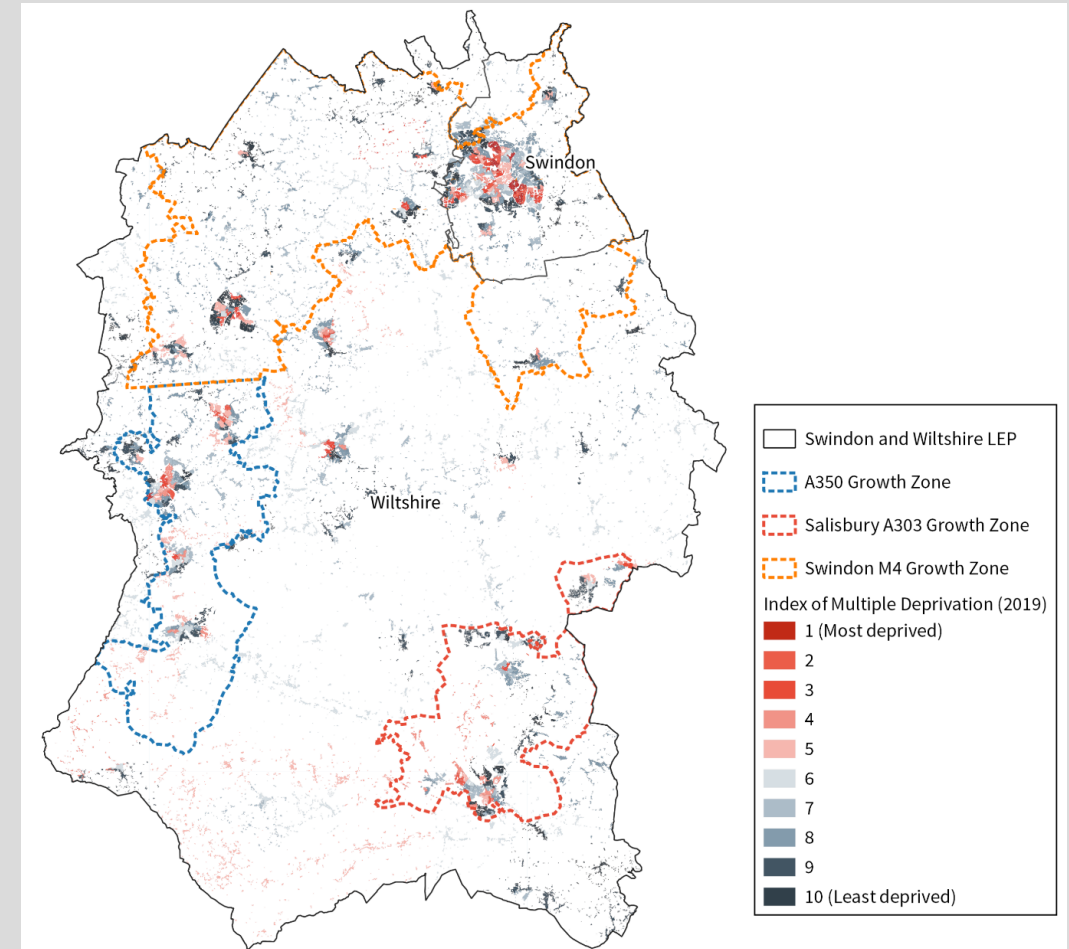 Swindon
Wiltshire
Swindon and Wiltshire LEP
A350 Growth Zone
Salisbury A303 Growth Zone
Swindon M4 Growth Zone
Index of Multiple Deprivation (2019)
1 (Most deprived)
2
3
4
5
6
7
8
9
10 (Least deprived)